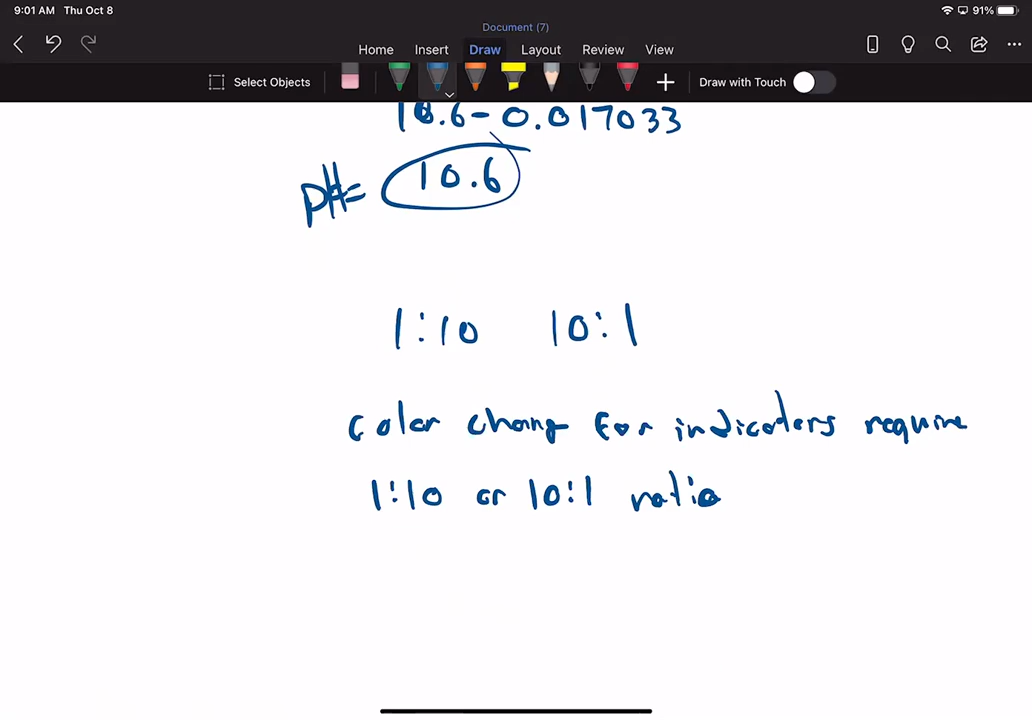 9:01 AM Thu Oct 8
91%
Document (7)
Home Insert Draw Layout Review View
Select Objects
Draw with Touch
10.6-0.017033
pH= 10.6
1:10 10:1
color change for indicators require
1:10 or 10:1 ratio